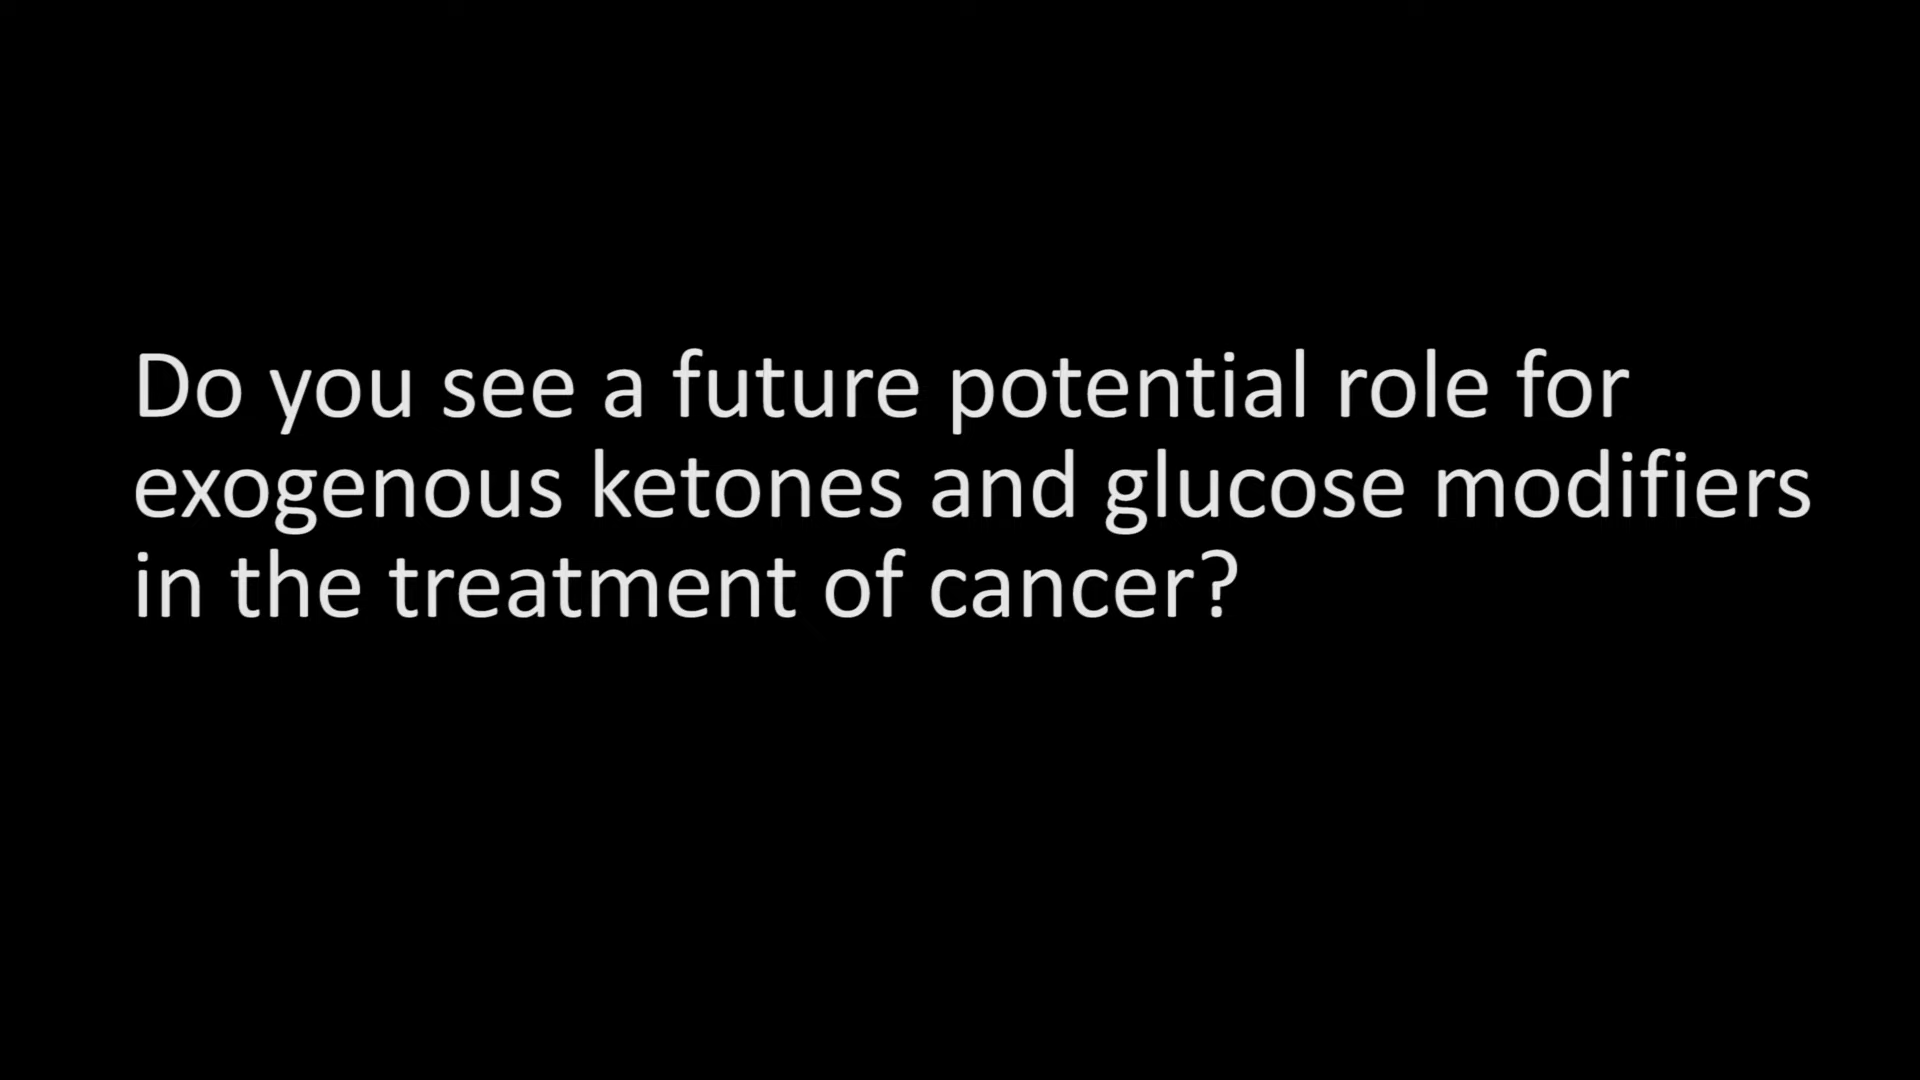 Do you see a future potential role for
exogenous ketones and glucose modifiers
in the treatment of cancer?